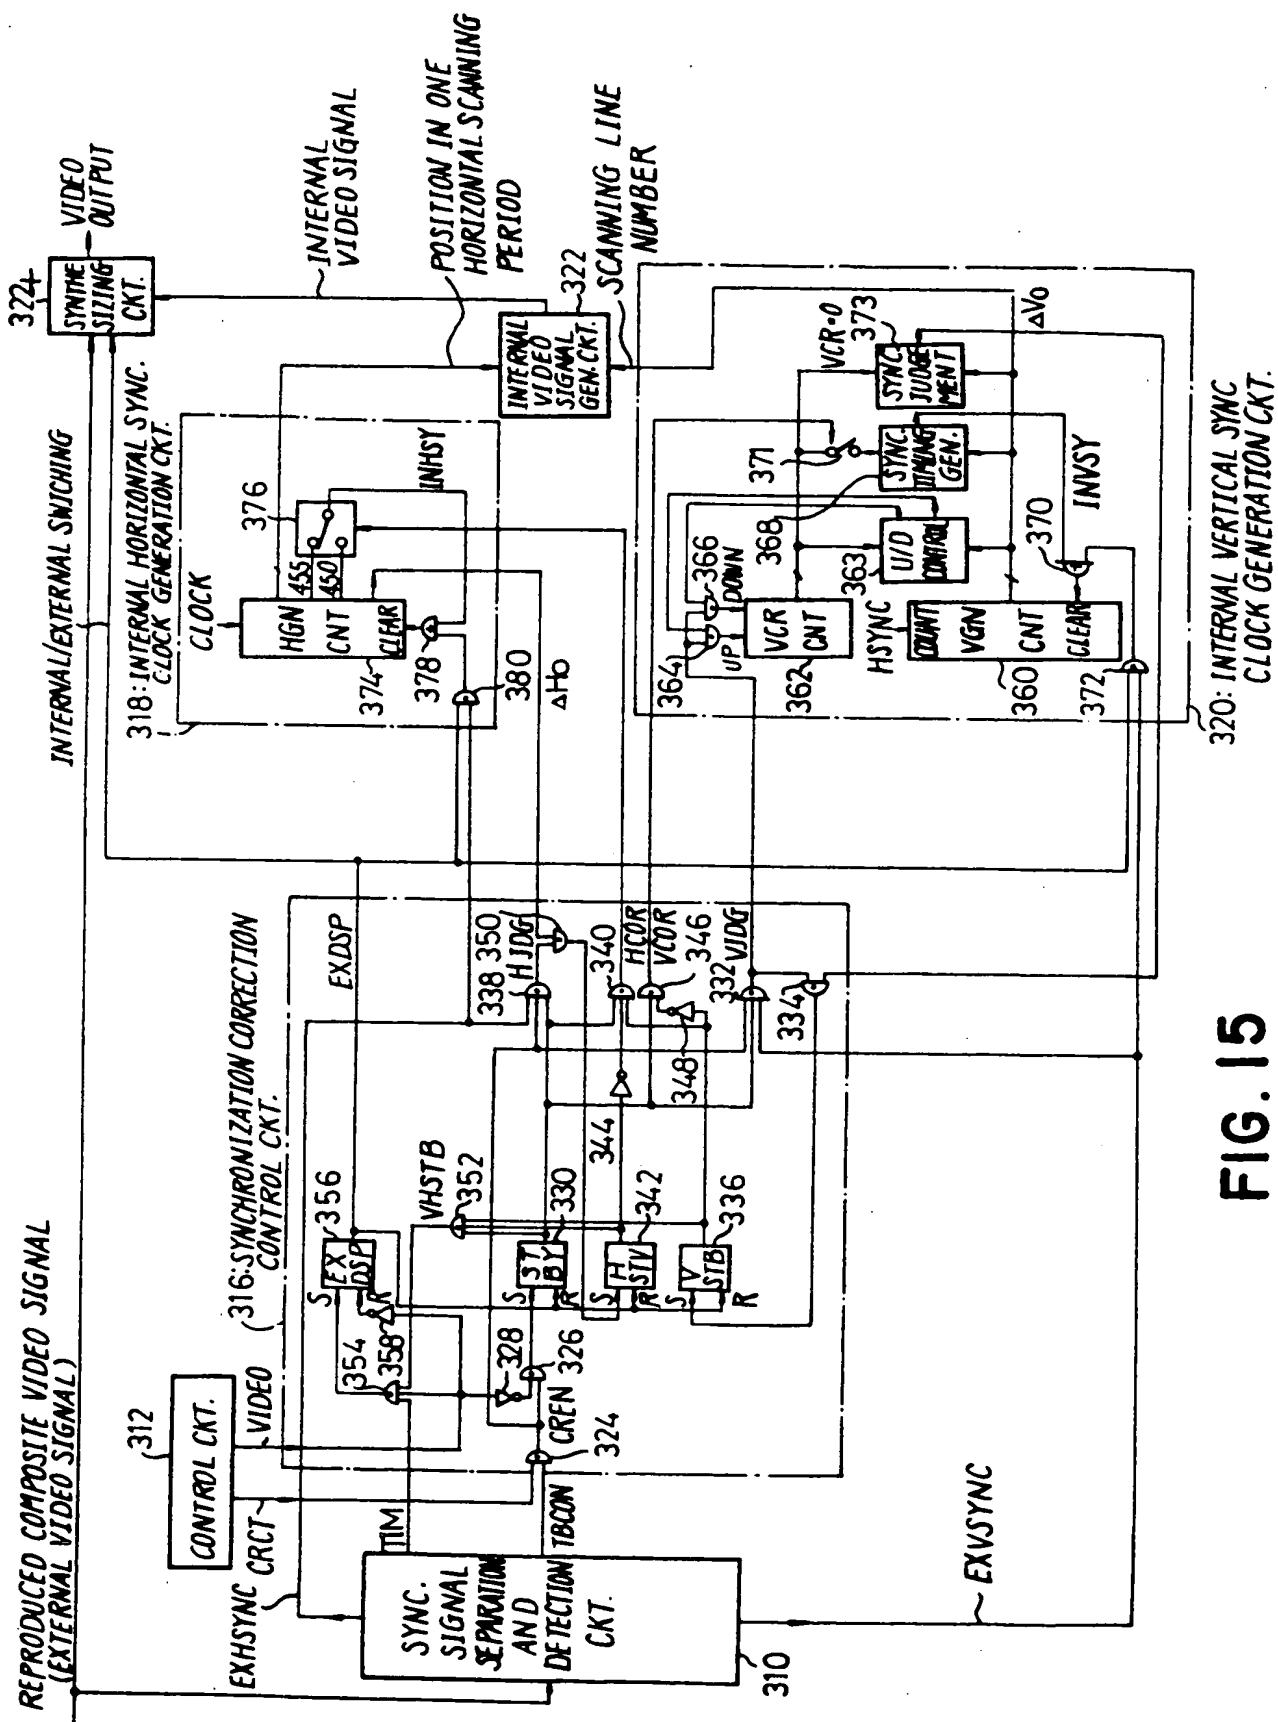 REPRODUCED COMPOSITE VIDEO SIGNAL
(EXTERNAL VIDEO SIGNAL)
EXHSYNC
CRCT
312
CONTROL CKT.
VIDEO
SYNC.
SIGNAL
SEPARATION
AND
DETECTION
CKT.
310
TIM
TBCON
EXVSYNC
316:SYNCHRONIZATION CORRECTION
CONTROL CKT.
354
358
356
EX
DSP
S
R
EXDSP
VHSTB
352
328
326
CREN
324
S
R
ST
BY
330
S
R
H
STV
342
S
R
V
STB
336
344
348
338
350
HJDG
340
HCOR
VCOR
346
332
VJDG
334
INTERNAL/EXTERNAL SWICHING
318:INTERNAL HORIZONTAL SYNC.
CLOCK GENERATION CKT.
CLOCK
HGN
CNT
CLEAR
374
378
380
ΔHo
455
450
376
INHSY
324
SYNTHE
SIZING
CKT.
VIDEO
OUTPUT
INTERNAL
VIDEO SIGNAL
POSITION IN ONE
HORIZONTAL SCANNING
PERIOD
INTERNAL
VIDEO
SIGNAL
GEN.CKT.
322
SCANNING LINE
NUMBER
364
366
UP
DOWN
VCR
CNT
362
HSYNC
COUNT
VGN
CNT
CLEAR
360
372
363
U/D
CONTROL
368
371
SYNC.
TIMING
GEN.
370
INVSY
VCR=0
373
SYNC.
JUDGE
MENT
ΔVo
320: INTERNAL VERTICAL SYNC
CLOCK GENERATION CKT.
FIG. 15